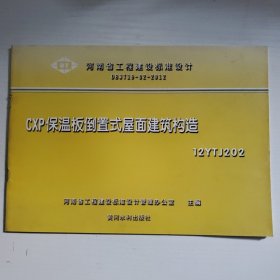 河南省工程建设标准设计
DBJT19-32-2012
CXP保温板倒置式屋面建筑构造
12YTJ202
河南省工程建设标准设计管理办公室 主编
黄河水利出版社